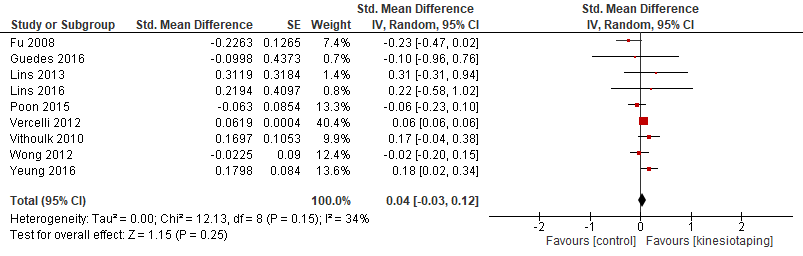 Std. Mean Difference Std. Mean Difference
Study or Subgroup Std. Mean Difference SE Weight IV, Random, 95% CI IV, Random, 95% CI
Fu 2008 -0.2263 0.1265 7.4% -0.23 [-0.47, 0.02]
Guedes 2016 -0.0998 0.4373 0.7% -0.10 [-0.96, 0.76]
Lins 2013 0.3119 0.3184 1.4% 0.31 [-0.31, 0.94]
Lins 2016 0.2194 0.4097 0.8% 0.22 [-0.58, 1.02]
Poon 2015 -0.063 0.0854 13.3% -0.06 [-0.23, 0.10]
Vercelli 2012 0.0619 0.0004 40.4% 0.06 [0.06, 0.06]
Vithoulk 2010 0.1697 0.1053 9.9% 0.17 [-0.04, 0.38]
Wong 2012 -0.0225 0.09 12.4% -0.02 [-0.20, 0.15]
Yeung 2016 0.1798 0.084 13.6% 0.18 [0.02, 0.34]
Total (95% CI) 100.0% 0.04 [-0.03, 0.12]
Heterogeneity: Tau² = 0.00; Chi² = 12.13, df = 8 (P = 0.15); I² = 34%
Test for overall effect: Z = 1.15 (P = 0.25)
-2 -1 0 1 2
Favours [control] Favours [kinesiotaping]